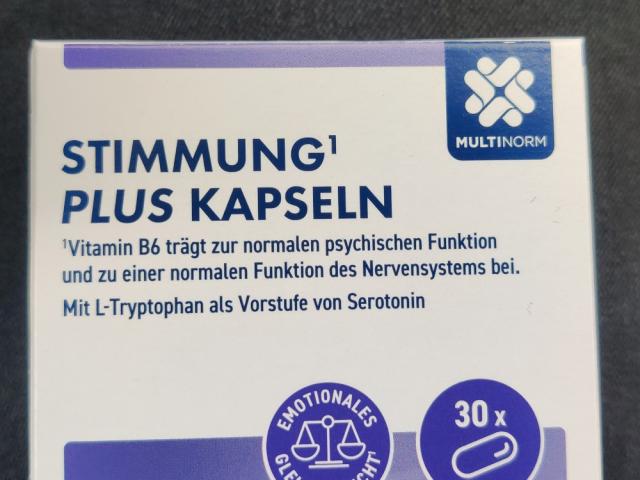 MULTINORM
STIMMUNG¹
PLUS KAPSELN
¹Vitamin B6 trägt zur normalen psychischen Funktion
und zu einer normalen Funktion des Nervensystems bei.
Mit L-Tryptophan als Vorstufe von Serotonin
EMOTIONALES
30 x